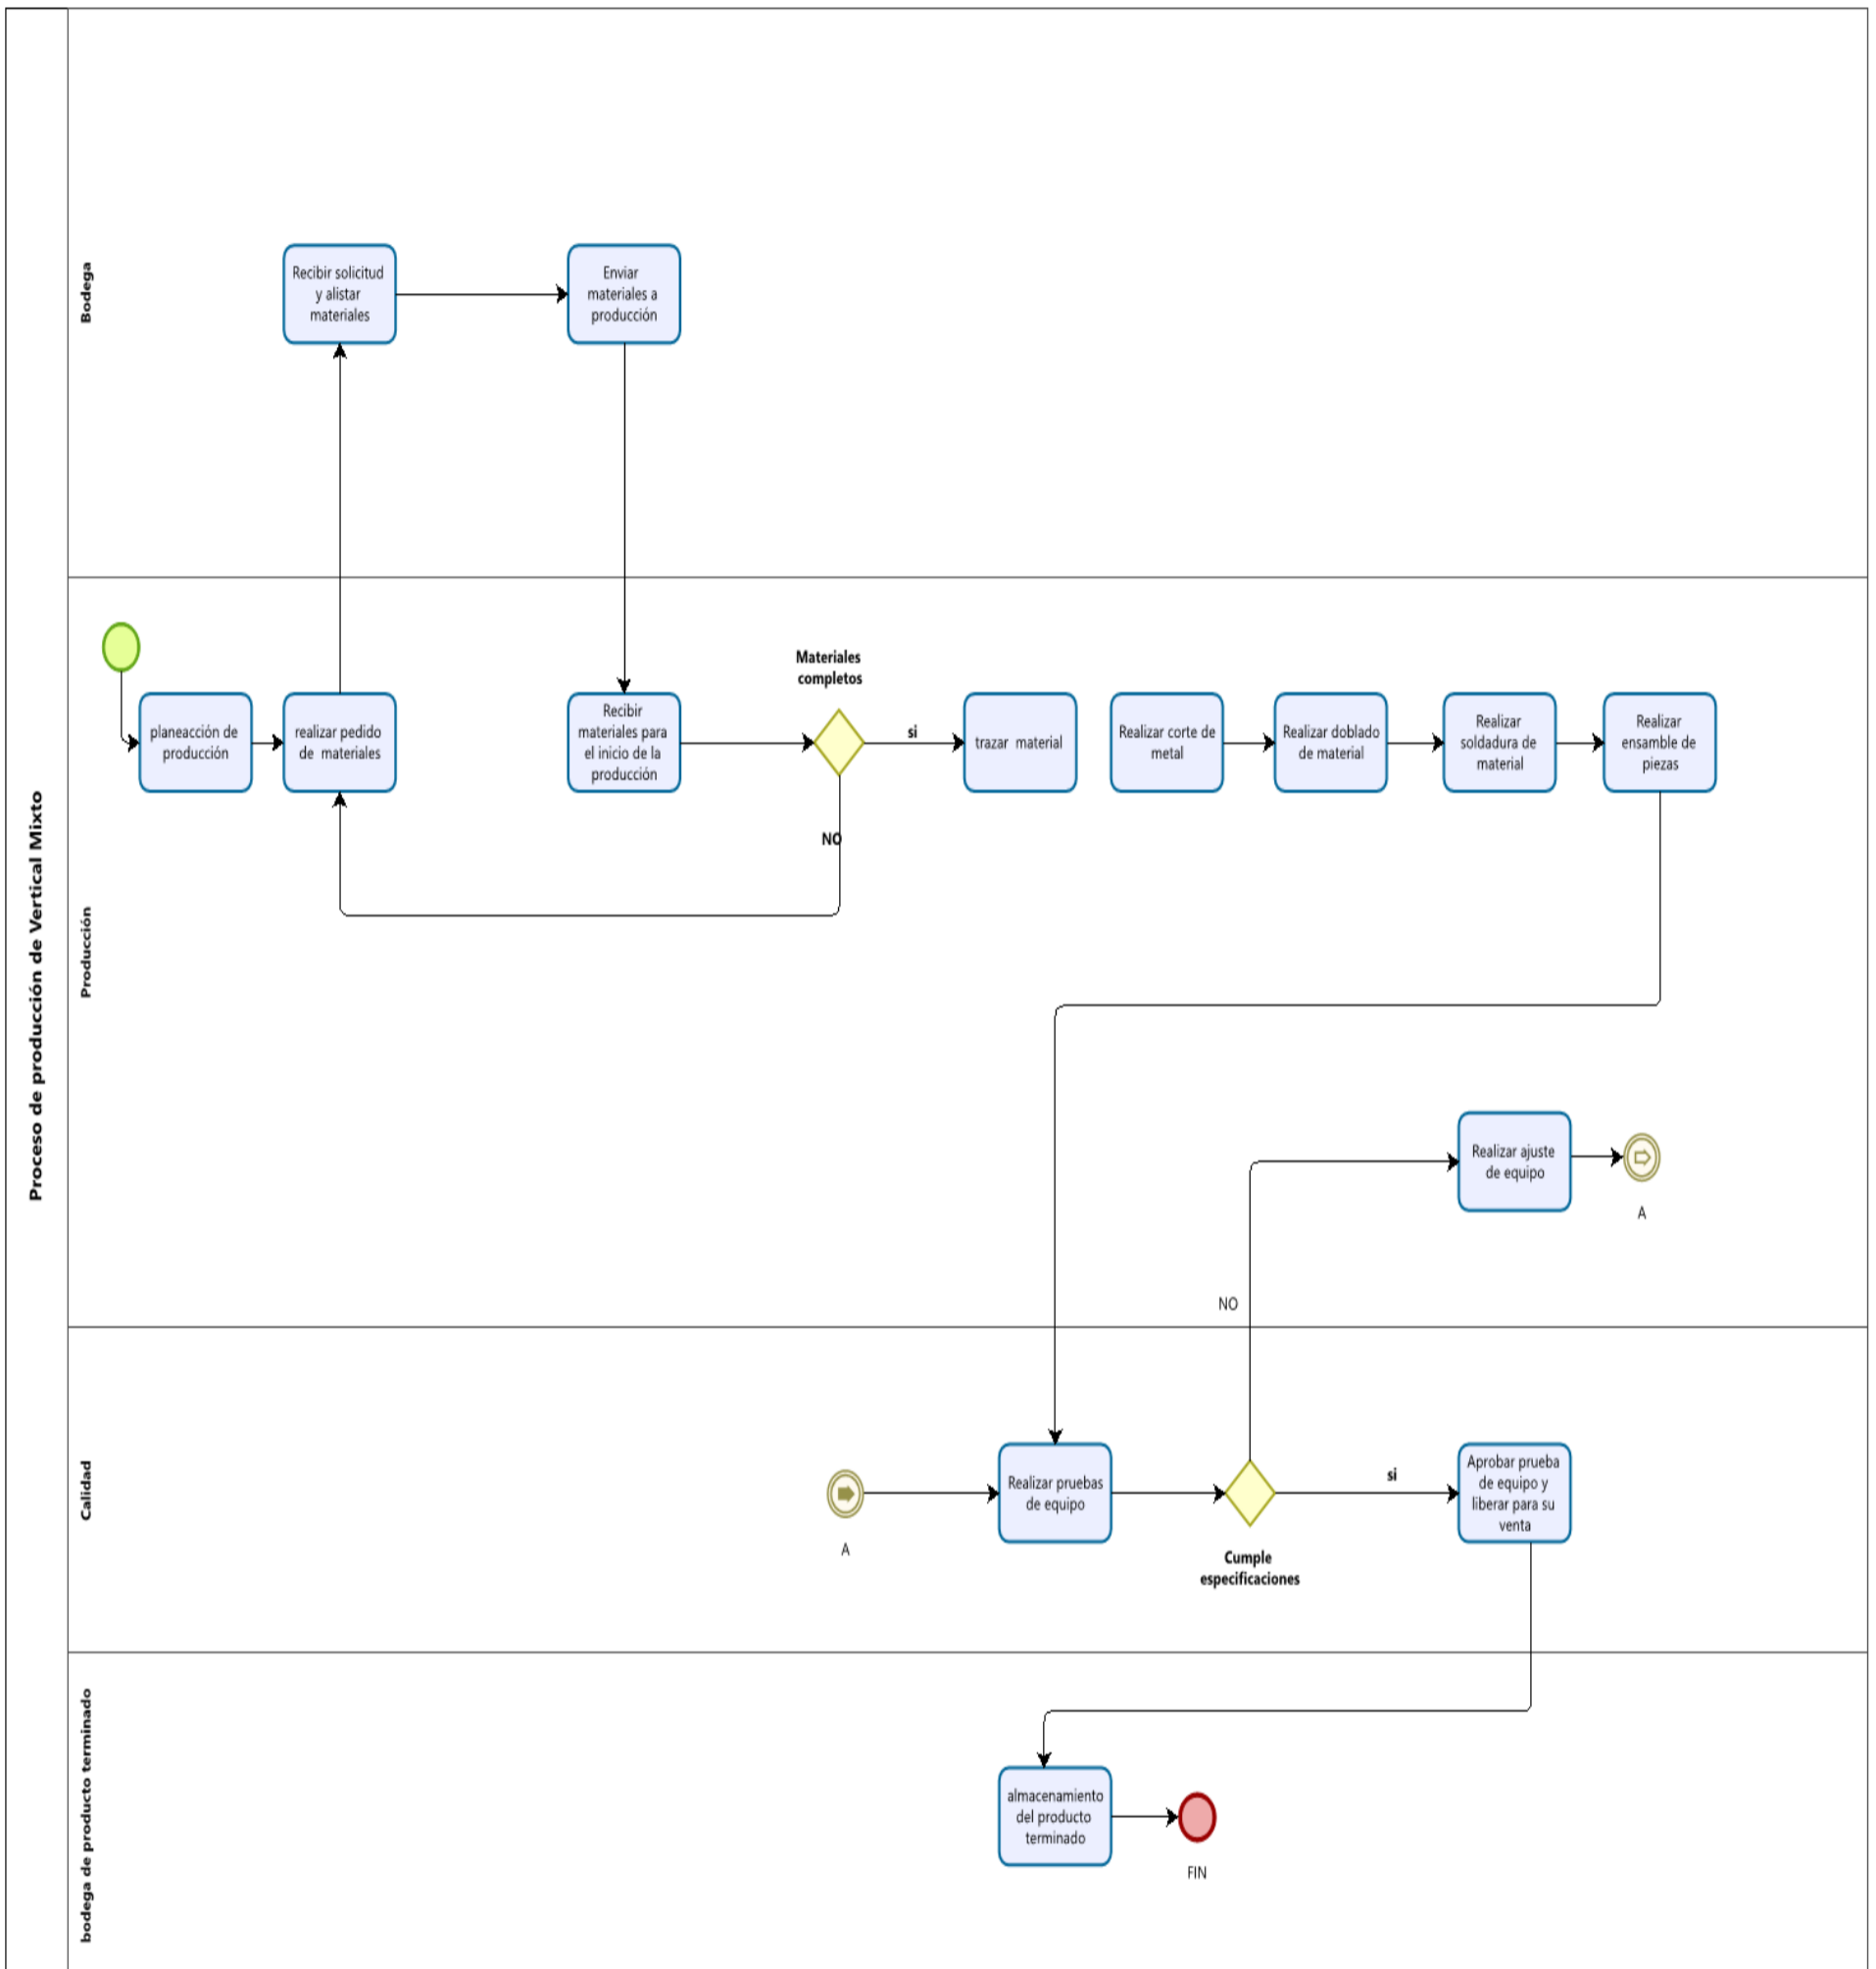 Proceso de producción de Vertical Mixto
Bodega
Recibir solicitud
y alistar
materiales
Enviar
materiales a
producción
Producción
planeacción de
producción
realizar pedido
de materiales
Recibir
materiales para
el inicio de la
producción
Materiales
completos
si
NO
trazar material
Realizar corte de
metal
Realizar doblado
de material
Realizar
soldadura de
material
Realizar
ensamble de
piezas
Realizar ajuste
de equipo
A
NO
Calidad
A
Realizar pruebas
de equipo
Cumple
especificaciones
si
Aprobar prueba
de equipo y
liberar para su
venta
bodega de producto terminado
almacenamiento
del producto
terminado
FIN